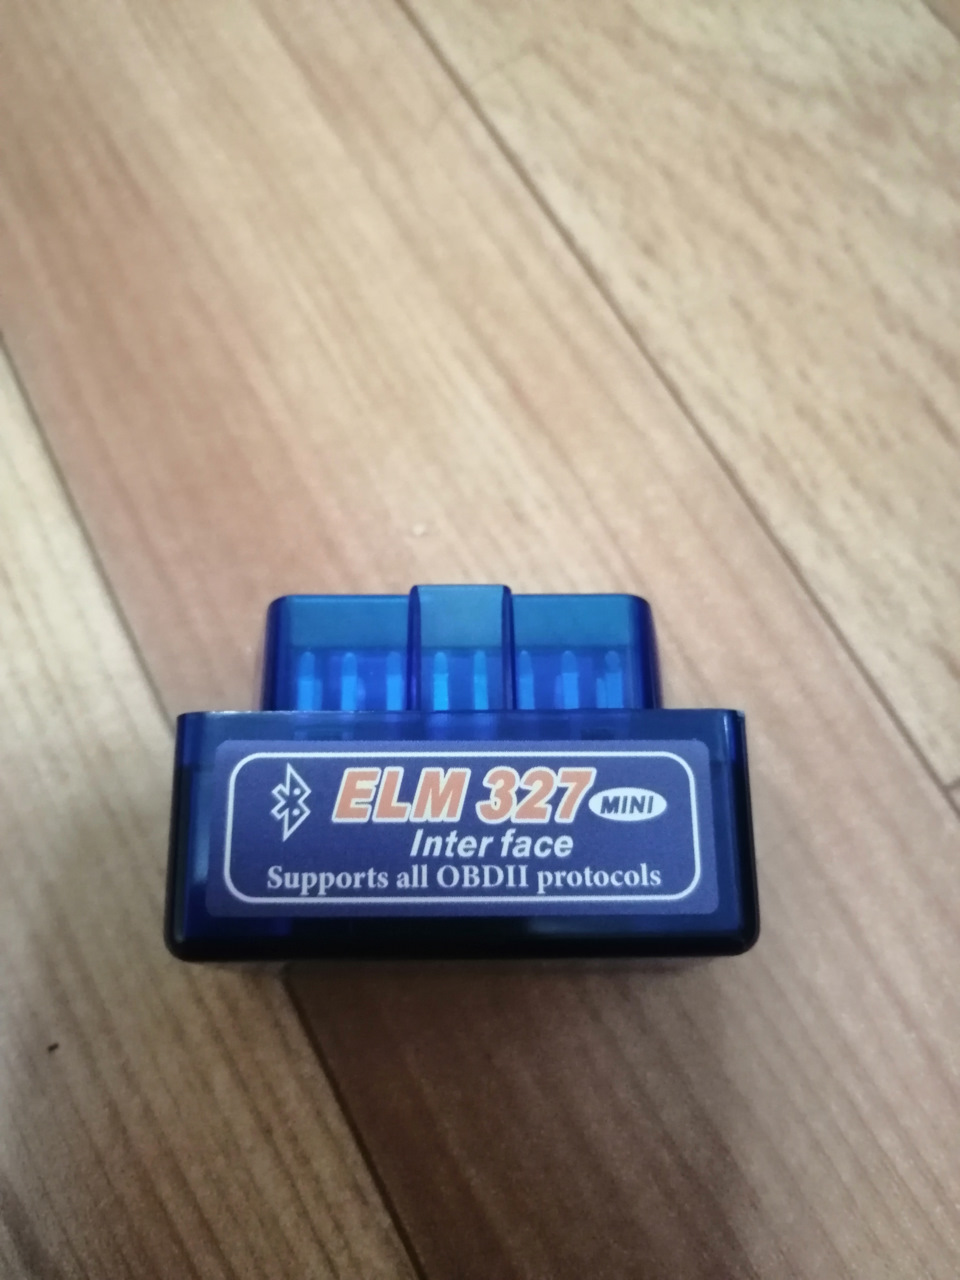 ELM 327 MINI
Inter face
Supports all OBDII protocols